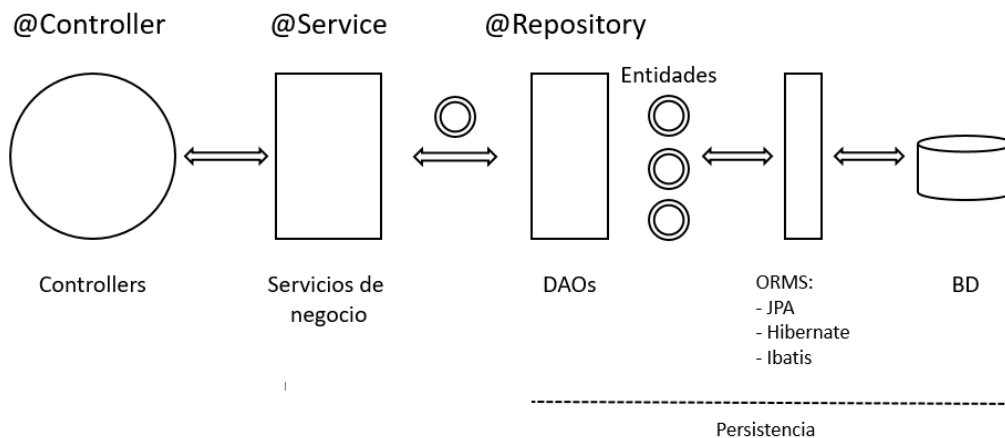 @Controller
@Service
@Repository
Entidades
Controllers
Servicios de
negocio
DAOs
ORMS:
- JPA
- Hibernate
- Ibatis
BD
Persistencia